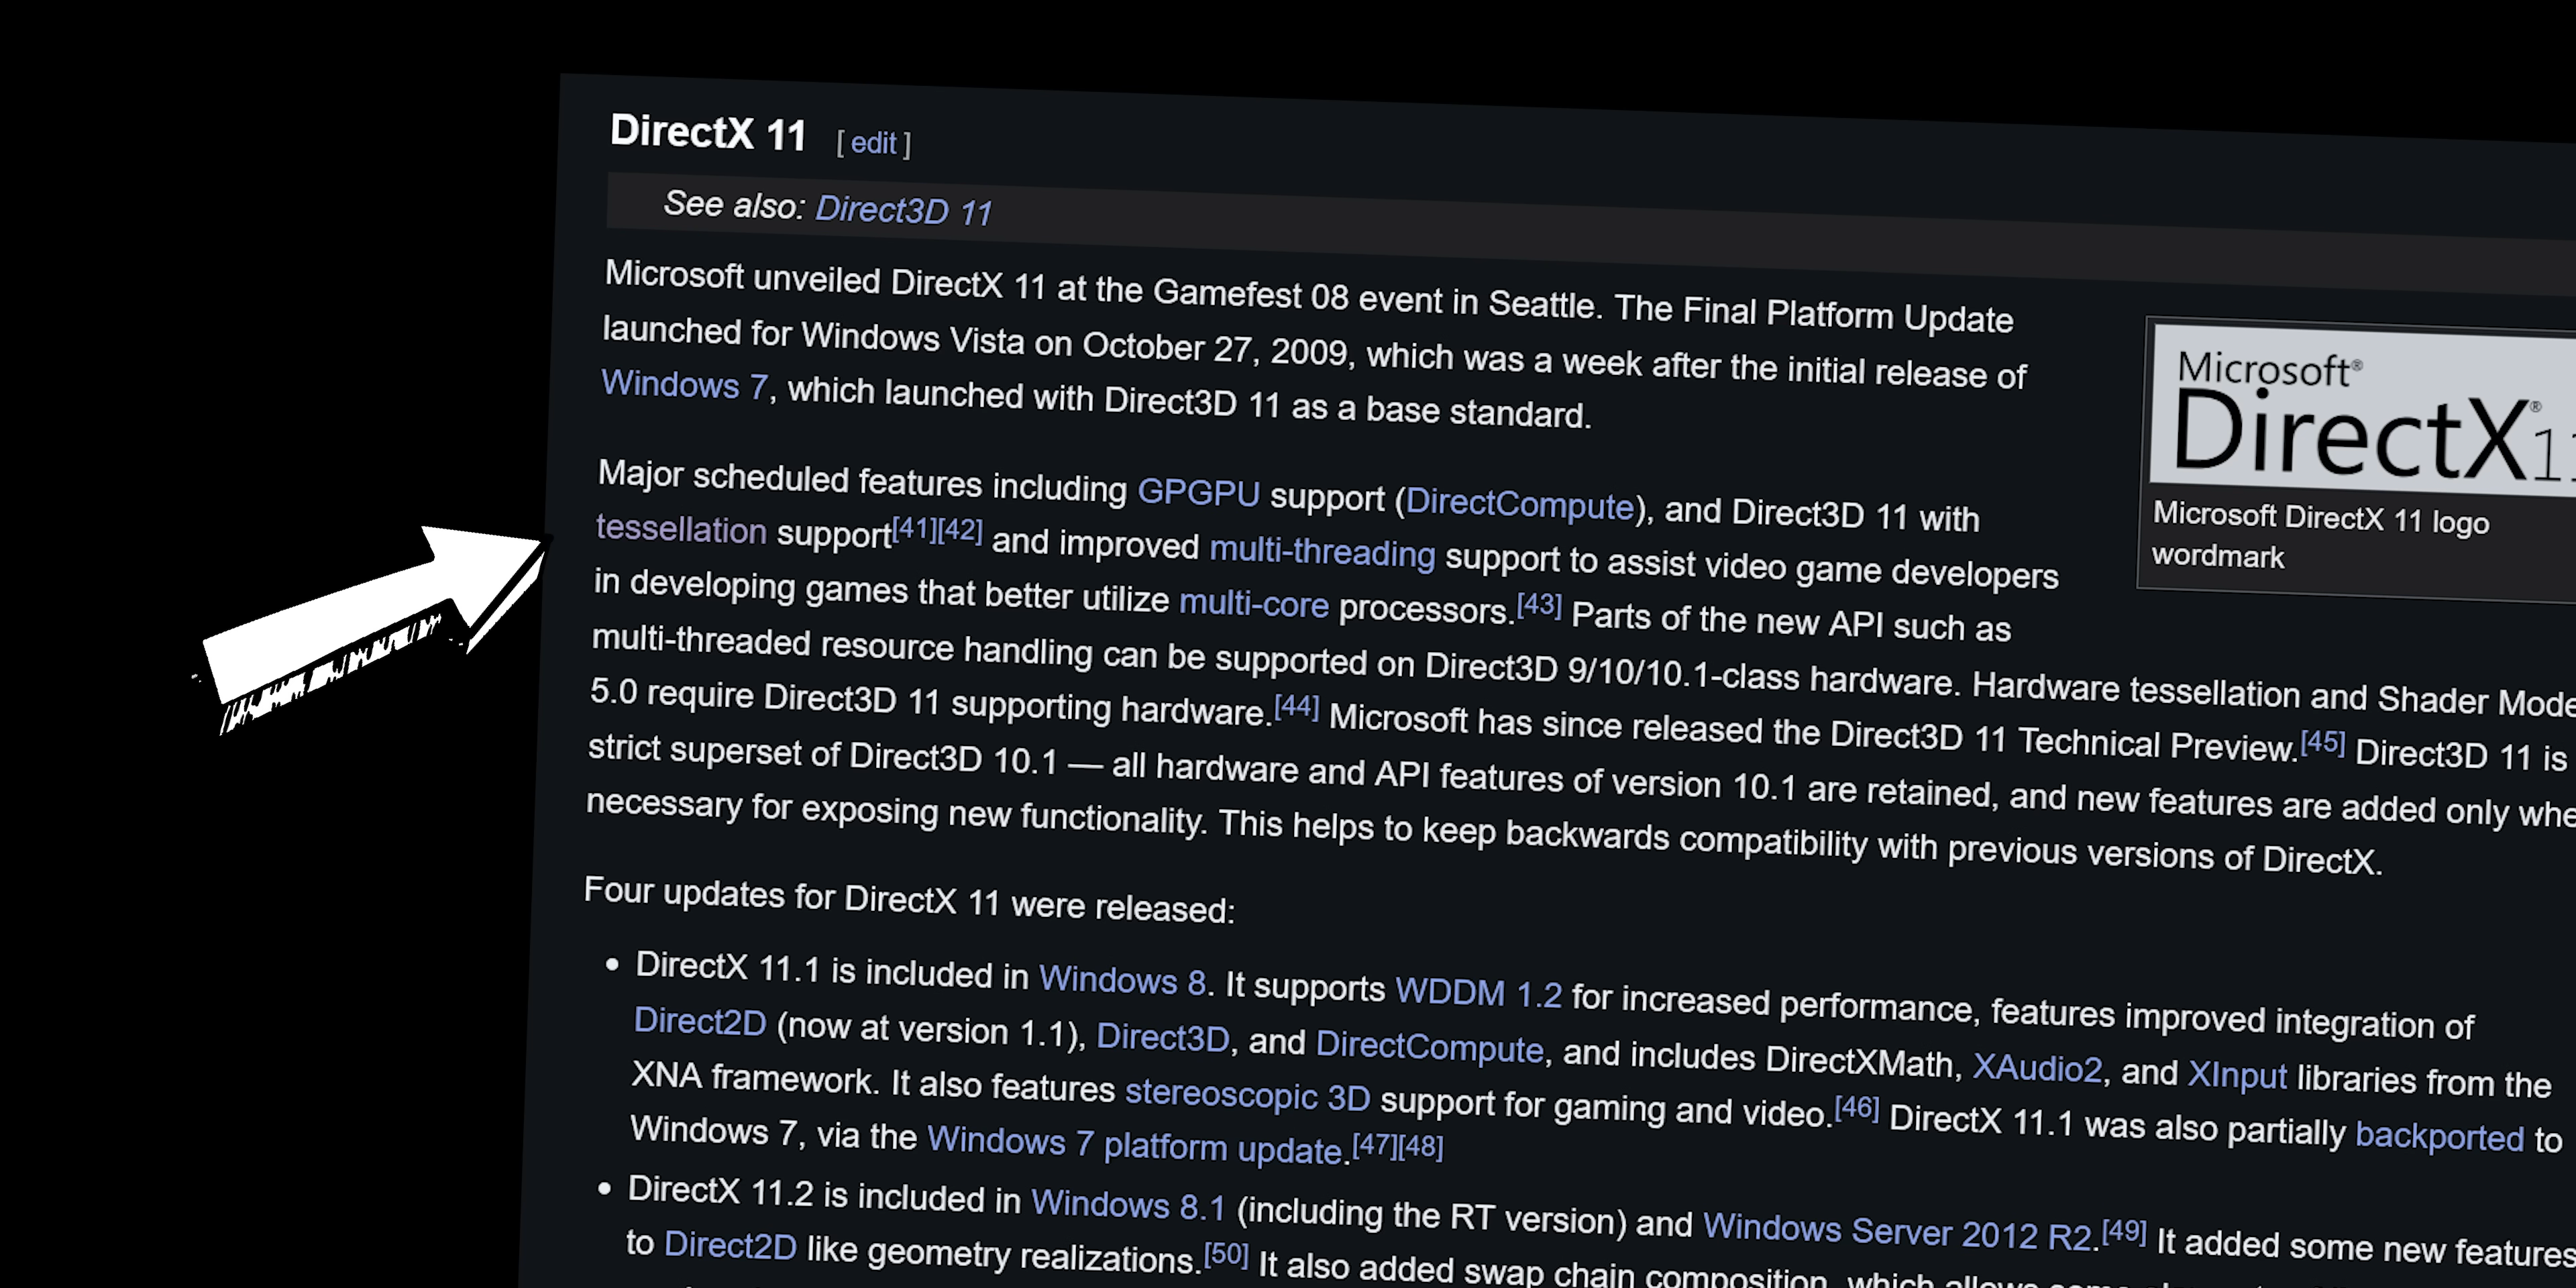 DirectX 11 [ edit ]
See also: Direct3D 11
Microsoft unveiled DirectX 11 at the Gamefest 08 event in Seattle. The Final Platform Update
launched for Windows Vista on October 27, 2009, which was a week after the initial release of
Windows 7, which launched with Direct3D 11 as a base standard.
Microsoft®
DirectX®11
Microsoft DirectX 11 logo
wordmark
Major scheduled features including GPGPU support (DirectCompute), and Direct3D 11 with
tessellation support[41][42] and improved multi-threading support to assist video game developers
in developing games that better utilize multi-core processors.[43] Parts of the new API such as
multi-threaded resource handling can be supported on Direct3D 9/10/10.1-class hardware. Hardware tessellation and Shader Mode
5.0 require Direct3D 11 supporting hardware.[44] Microsoft has since released the Direct3D 11 Technical Preview.[45] Direct3D 11 is
strict superset of Direct3D 10.1 — all hardware and API features of version 10.1 are retained, and new features are added only whe
necessary for exposing new functionality. This helps to keep backwards compatibility with previous versions of DirectX.
Four updates for DirectX 11 were released:
• DirectX 11.1 is included in Windows 8. It supports WDDM 1.2 for increased performance, features improved integration of
Direct2D (now at version 1.1), Direct3D, and DirectCompute, and includes DirectXMath, XAudio2, and XInput libraries from the
XNA framework. It also features stereoscopic 3D support for gaming and video.[46] DirectX 11.1 was also partially backported to
Windows 7, via the Windows 7 platform update.[47][48]
• DirectX 11.2 is included in Windows 8.1 (including the RT version) and Windows Server 2012 R2.[49] It added some new features
to Direct2D like geometry realizations.[50] It also added swap chain composition, which allows some